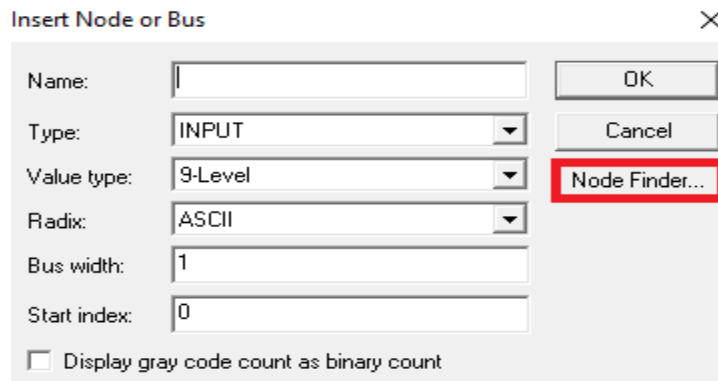 Insert Node or Bus
Name:
OK
Type: INPUT
Cancel
Value type: 9-Level
Node Finder...
Radix: ASCII
Bus width: 1
Start index: 0
Display gray code count as binary count